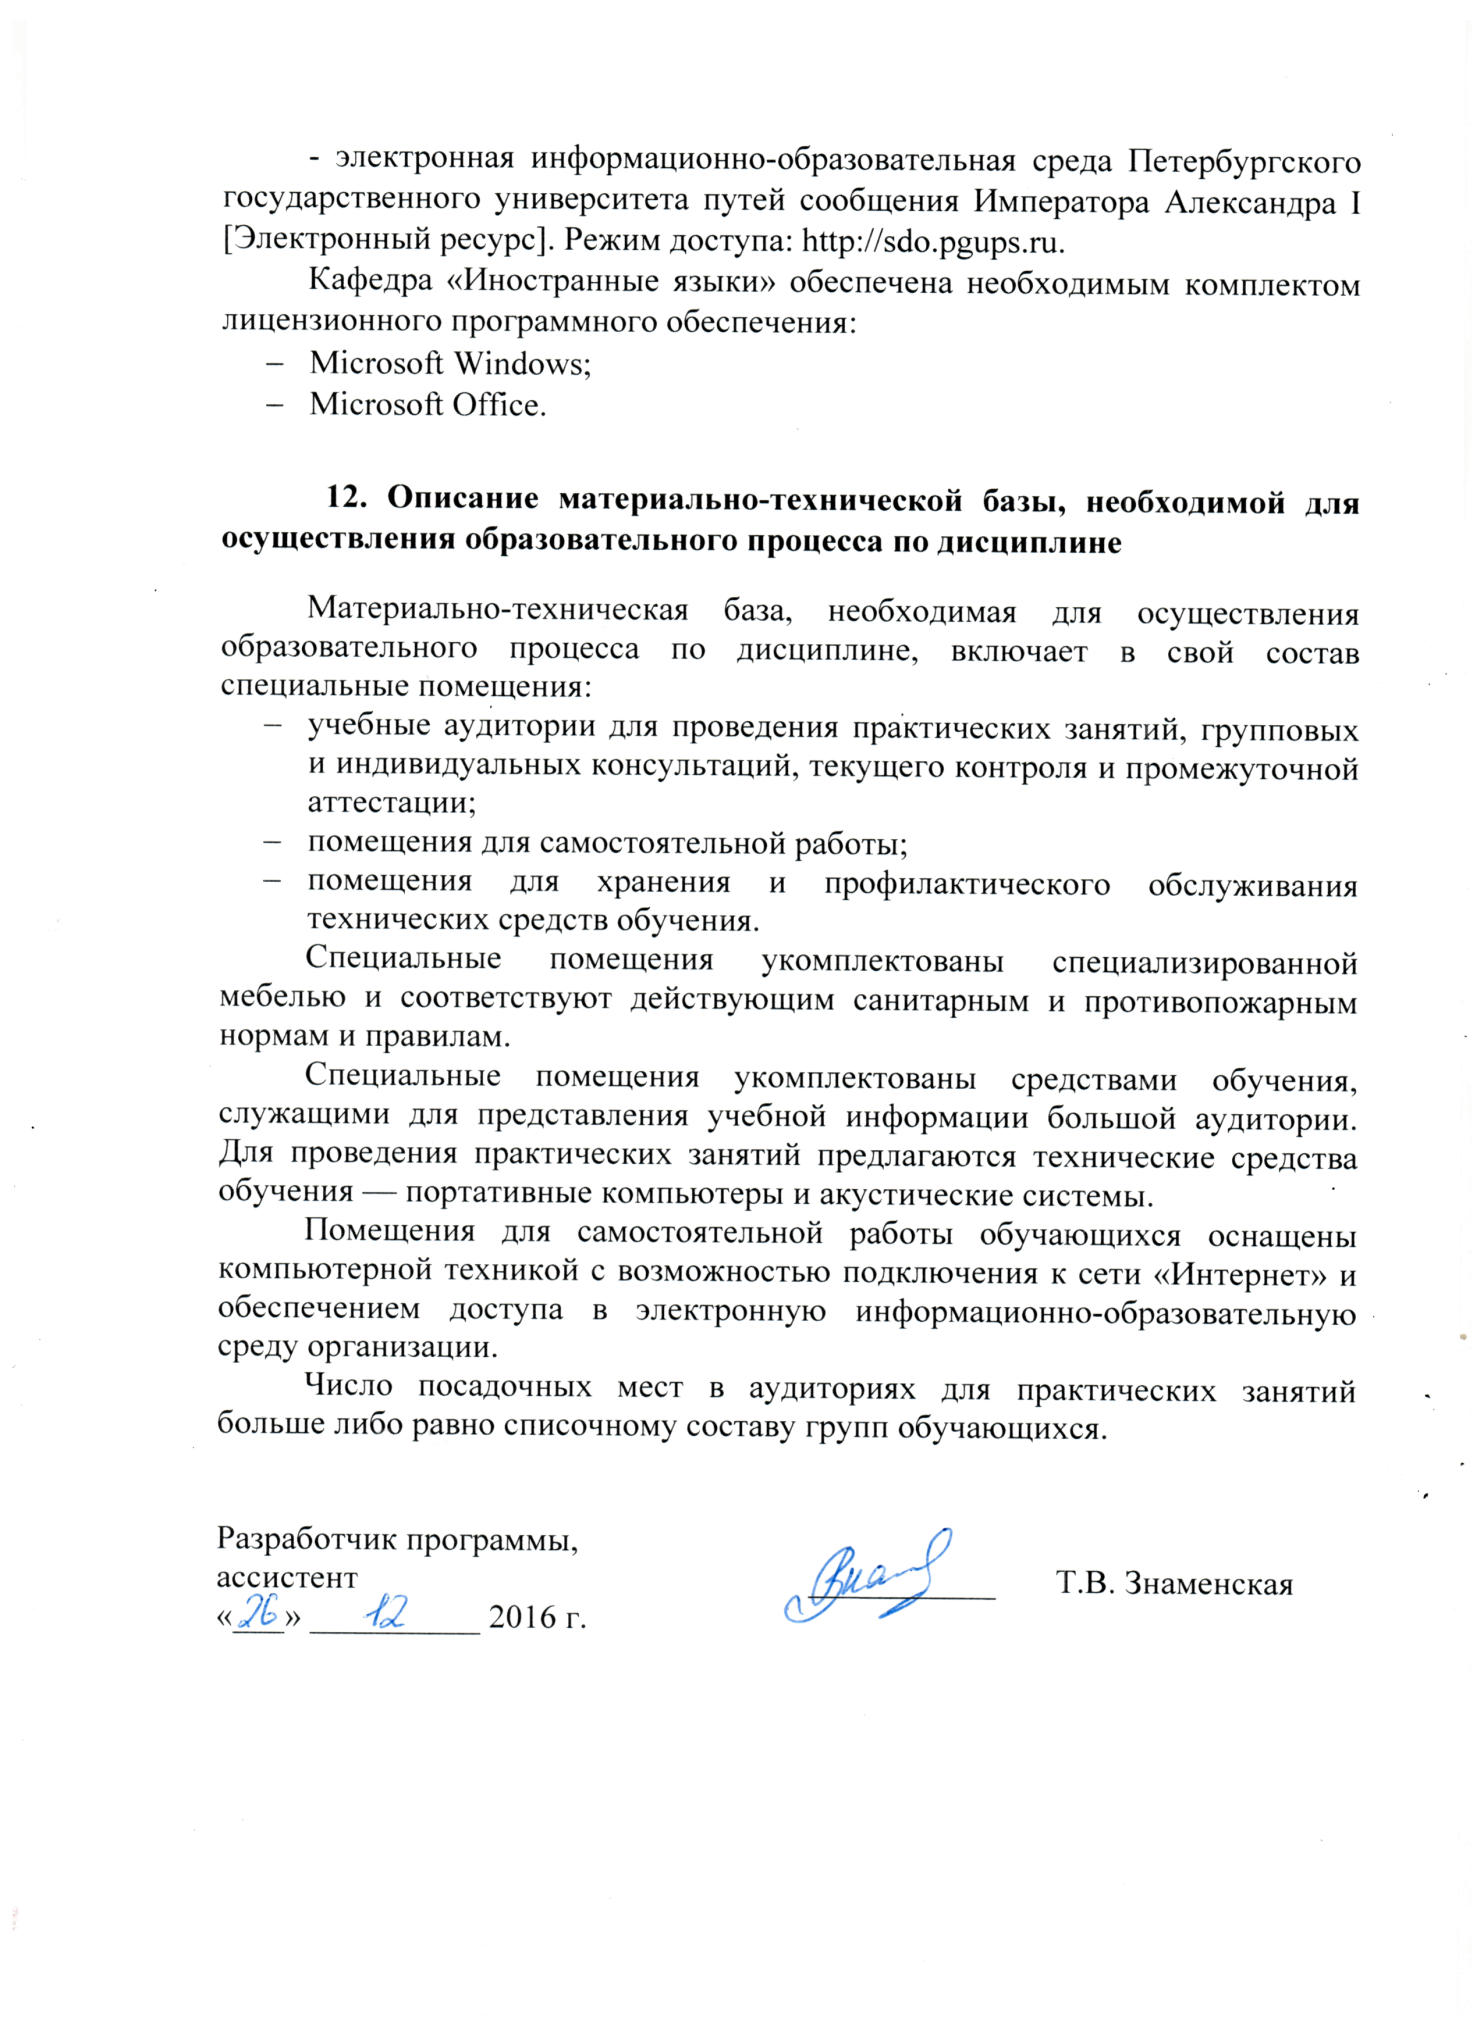 - электронная информационно-образовательная среда Петербургского
государственного университета путей сообщения Императора Александра I
[Электронный ресурс]. Режим доступа: http://sdo.pgups.ru.
Кафедра «Иностранные языки» обеспечена необходимым комплектом
лицензионного программного обеспечения:
– Microsoft Windows;
– Microsoft Office.
12. Описание материально-технической базы, необходимой для
осуществления образовательного процесса по дисциплине
Материально-техническая база, необходимая для осуществления
образовательного процесса по дисциплине, включает в свой состав
специальные помещения:
– учебные аудитории для проведения практических занятий, групповых
и индивидуальных консультаций, текущего контроля и промежуточной
аттестации;
– помещения для самостоятельной работы;
– помещения для хранения и профилактического обслуживания
технических средств обучения.
Специальные помещения укомплектованы специализированной
мебелью и соответствуют действующим санитарным и противопожарным
нормам и правилам.
Специальные помещения укомплектованы средствами обучения,
служащими для представления учебной информации большой аудитории.
Для проведения практических занятий предлагаются технические средства
обучения — портативные компьютеры и акустические системы.
Помещения для самостоятельной работы обучающихся оснащены
компьютерной техникой с возможностью подключения к сети «Интернет» и
обеспечением доступа в электронную информационно-образовательную
среду организации.
Число посадочных мест в аудиториях для практических занятий
больше либо равно списочному составу групп обучающихся.
Разработчик программы,
ассистент Т.В. Знаменская
«26» 12 2016 г.